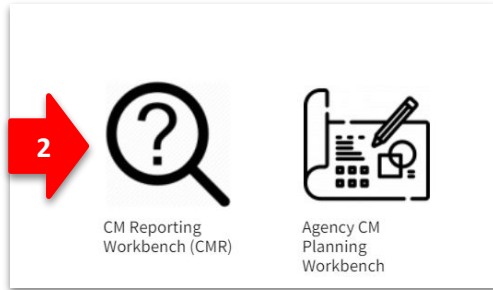 2
?
CM Reporting
Workbench (CMR)
Agency CM
Planning
Workbench